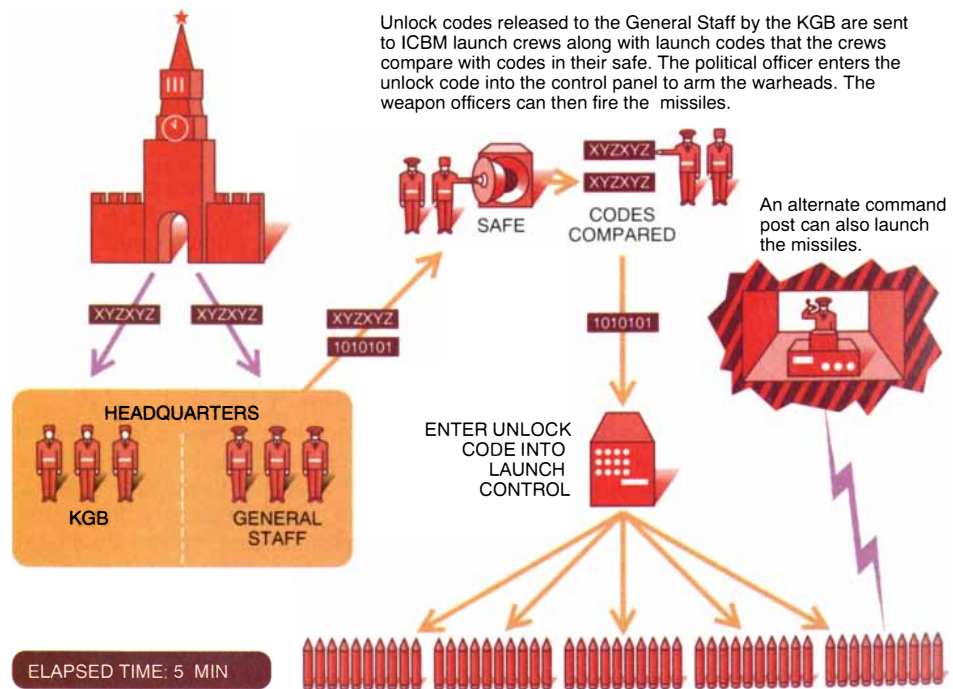 Unlock codes released to the General Staff by the KGB are sent
to ICBM launch crews along with launch codes that the crews
compare with codes in their safe. The political officer enters the
unlock code into the control panel to arm the warheads. The
weapon officers can then fire the missiles.
XYZXYZ
XYZXYZ
SAFE
CODES
COMPARED
An alternate command
post can also launch
the missiles.
XYZXYZ
XYZXYZ
XYZXYZ
1010101
1010101
HEADQUARTERS
KGB
GENERAL
STAFF
ENTER UNLOCK
CODE INTO
LAUNCH
CONTROL
ELAPSED TIME: 5 MIN